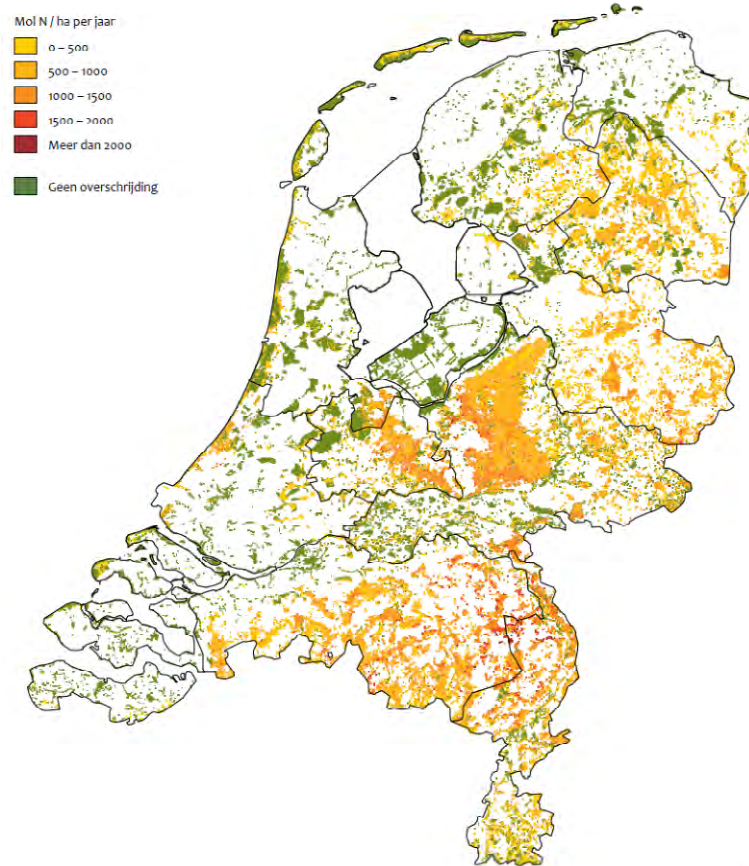 Mol N / ha per jaar
0 – 500
500 – 1000
1000 – 1500
1500 – 2000
Meer dan 2000
Geen overschrijding